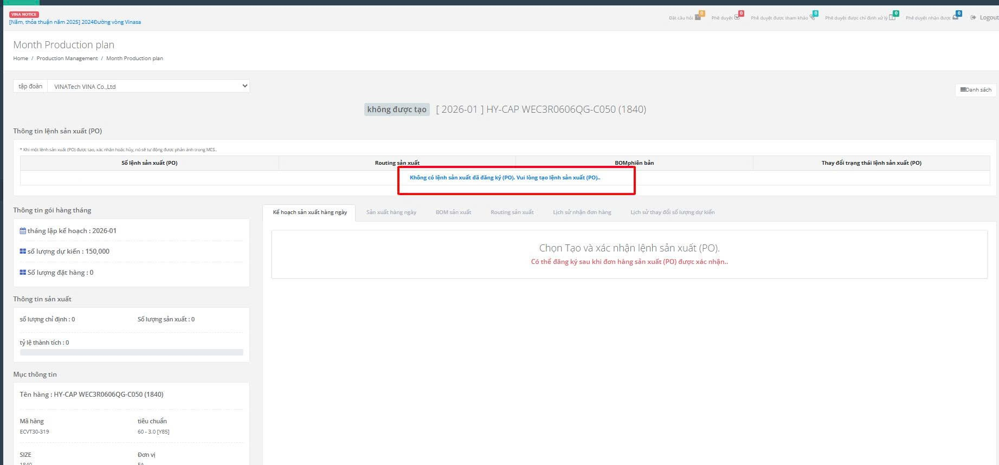 VINA NOTICE
[Năm, thỏa thuận năm 2025] 2024Đường vòng Vinasa
Đặt câu hỏi 0
Phê duyệt 0
Phê duyệt được tham khảo 0
Phê duyệt được chỉ định xử lý 0
Phê duyệt nhận được 0
Logout
Month Production plan
Home / Production Management / Month Production plan
tập đoàn VINATech VINA Co.,Ltd
Danh sách
không được tạo [ 2026-01 ] HY-CAP WEC3R0606QG-C050 (1840)
Thông tin lệnh sản xuất (PO)
* Khi một lệnh sản xuất (PO) được tạo, xác nhận hoặc hủy, nó sẽ tự động được phản ánh trong MES..
Số lệnh sản xuất (PO) Routing sản xuất BOMphiên bản Thay đổi trạng thái lệnh sản xuất (PO)
Không có lệnh sản xuất đã đăng ký (PO). Vui lòng tạo lệnh sản xuất (PO)..
Thông tin gói hàng tháng
tháng lập kế hoạch : 2026-01
số lượng dự kiến : 150,000
Số lượng đặt hàng : 0
Thông tin sản xuất
số lượng chỉ định : 0 Số lượng sản xuất : 0
tỷ lệ thành tích : 0
Mục thông tin
Tên hàng : HY-CAP WEC3R0606QG-C050 (1840)
Mã hàng tiêu chuẩn
ECVT30-319 60 - 3.0 [Y85]
SIZE Đơn vị
1840 EA
Kế hoạch sản xuất hàng ngày Sản xuất hàng ngày BOM sản xuất Routing sản xuất Lịch sử nhận đơn hàng Lịch sử thay đổi số lượng dự kiến
Chọn Tạo và xác nhận lệnh sản xuất (PO).
Có thể đăng ký sau khi đơn hàng sản xuất (PO) được xác nhận..